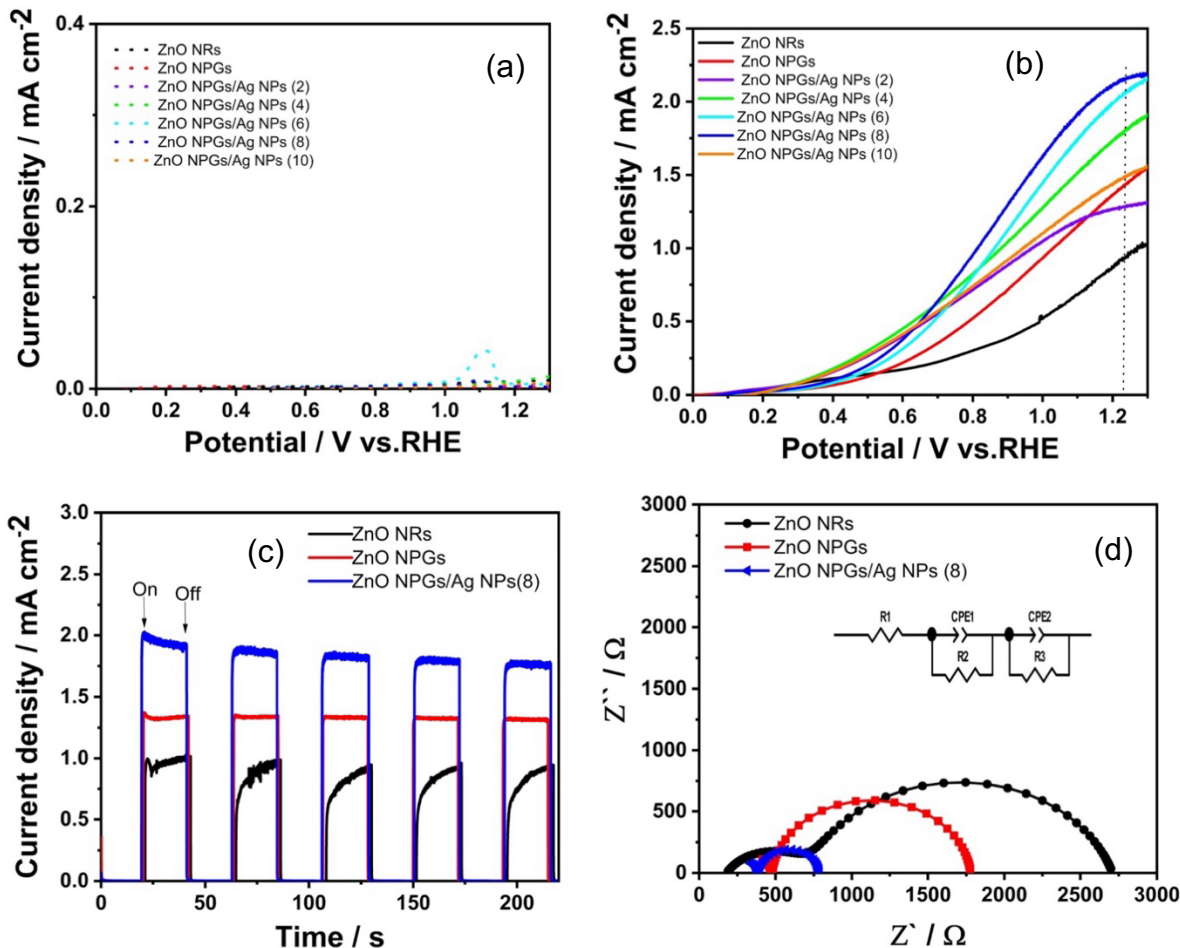 (a)
Current density / mA cm-2
0.4
0.2
0.0
ZnO NRs
ZnO NPGs
ZnO NPGs/Ag NPs (2)
ZnO NPGs/Ag NPs (4)
ZnO NPGs/Ag NPs (6)
ZnO NPGs/Ag NPs (8)
ZnO NPGs/Ag NPs (10)
0.0 0.2 0.4 0.6 0.8 1.0 1.2
Potential / V vs.RHE
(b)
Current density / mA cm-2
2.5
2.0
1.5
1.0
0.5
0.0
ZnO NRs
ZnO NPGs
ZnO NPGs/Ag NPs (2)
ZnO NPGs/Ag NPs (4)
ZnO NPGs/Ag NPs (6)
ZnO NPGs/Ag NPs (8)
ZnO NPGs/Ag NPs (10)
0.0 0.2 0.4 0.6 0.8 1.0 1.2
Potential / V vs.RHE
(c)
Current density / mA cm-2
3.0
2.5
2.0
1.5
1.0
0.5
0.0
ZnO NRs
ZnO NPGs
ZnO NPGs/Ag NPs(8)
On
Off
0 50 100 150 200
Time / s
(d)
Z`` / Ω
3000
2500
2000
1500
1000
500
0
ZnO NRs
ZnO NPGs
ZnO NPGs/Ag NPs (8)
R1 CPE1 CPE2
R2 R3
0 500 1000 1500 2000 2500 3000
Z` / Ω